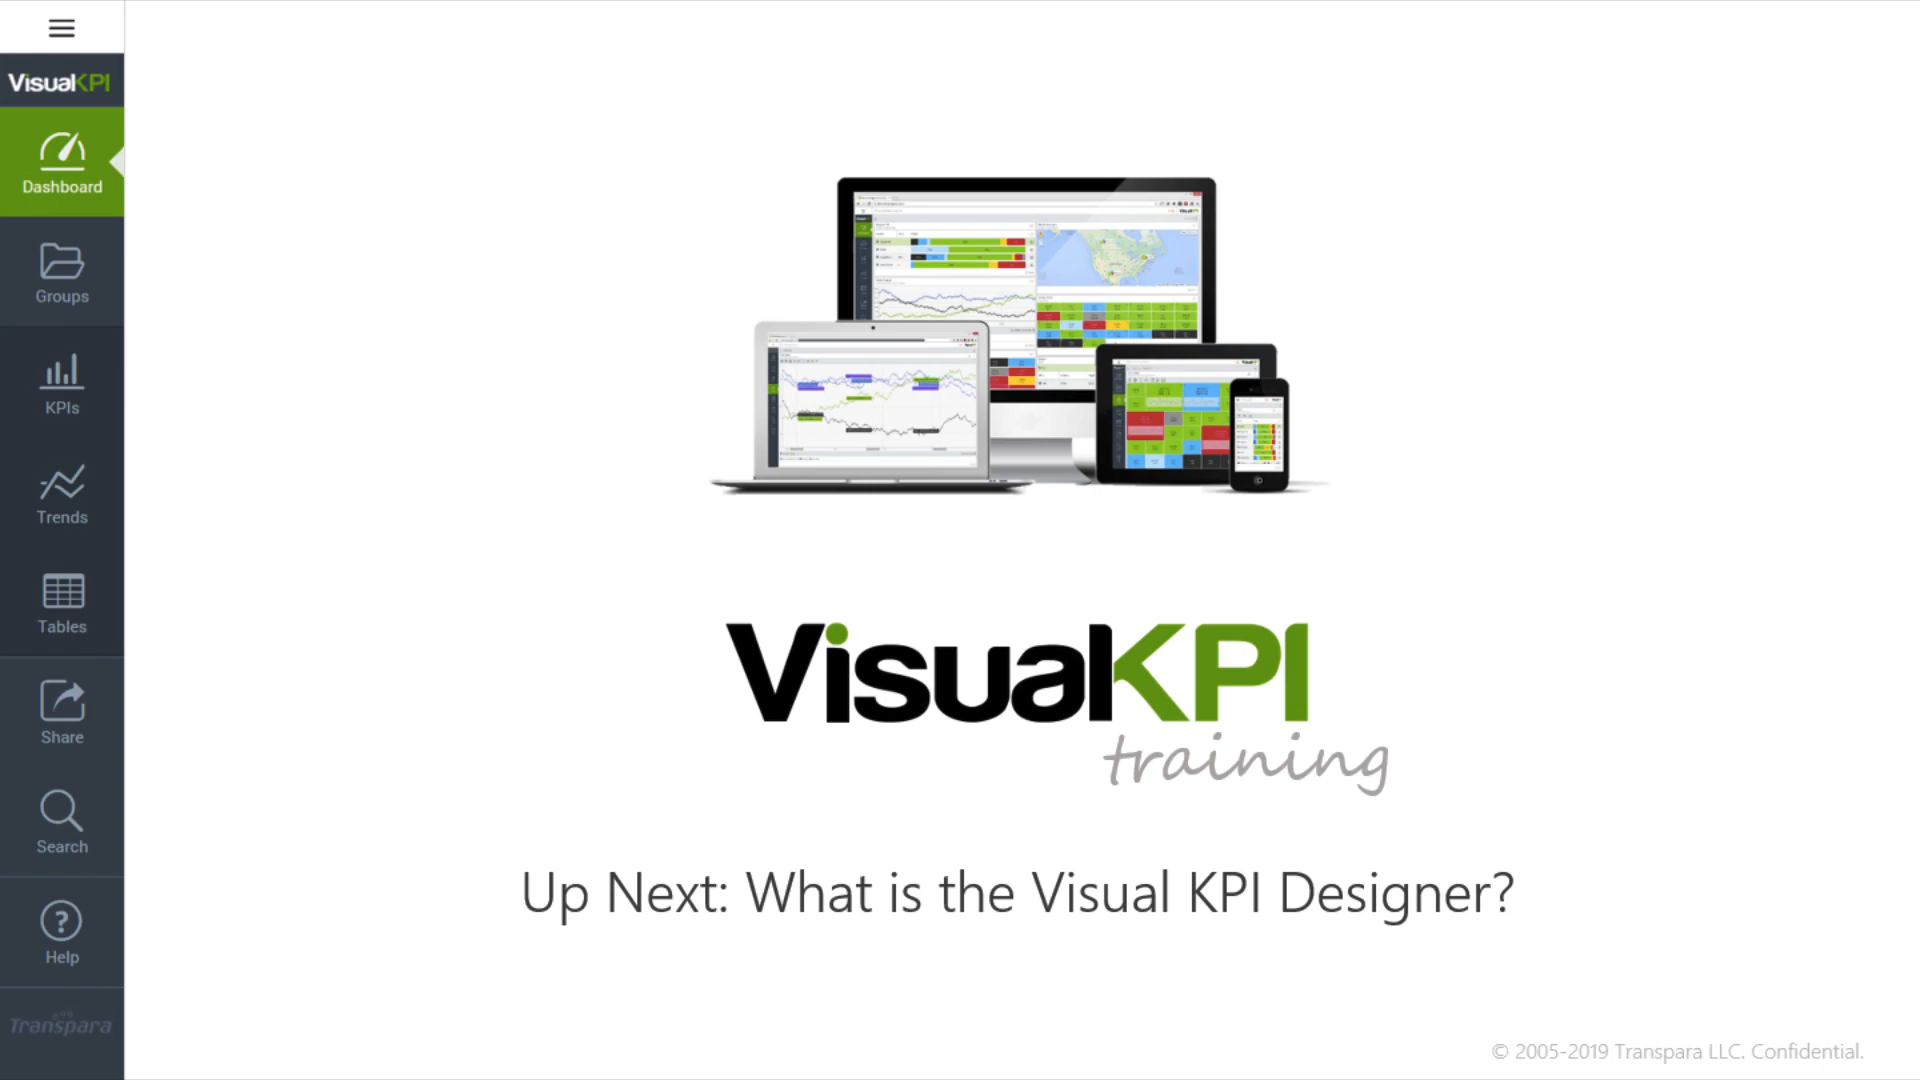 VisualKPI
Dashboard
Groups
KPIs
Trends
Tables
Share
Search
Help
Transpara
VisualKPI
training
Up Next: What is the Visual KPI Designer?
© 2005-2019 Transpara LLC. Confidential.